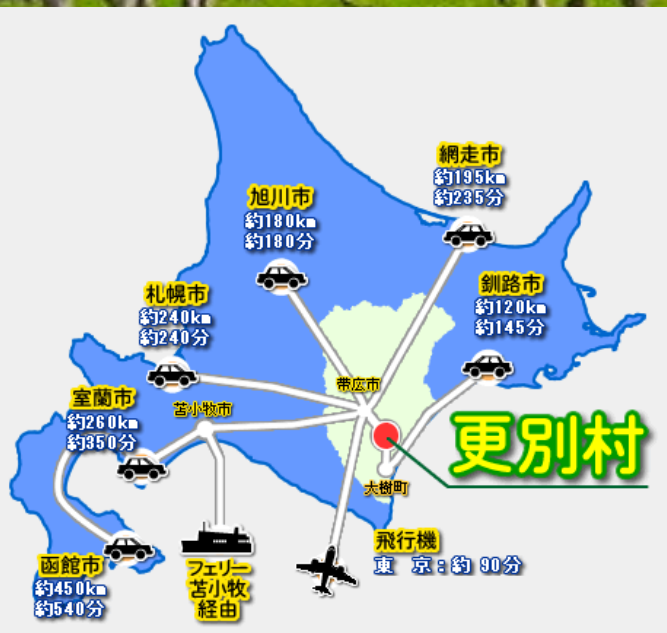 網走市
約195km
約235分
旭川市
約180km
約180分
釧路市
約120km
約145分
札幌市
約240km
約240分
帯広市
室蘭市
約260km
約350分
苫小牧市
更別村
大樹町
飛行機
東　京：約 90分
函館市
約450km
約540分
フェリー
苫小牧
経由